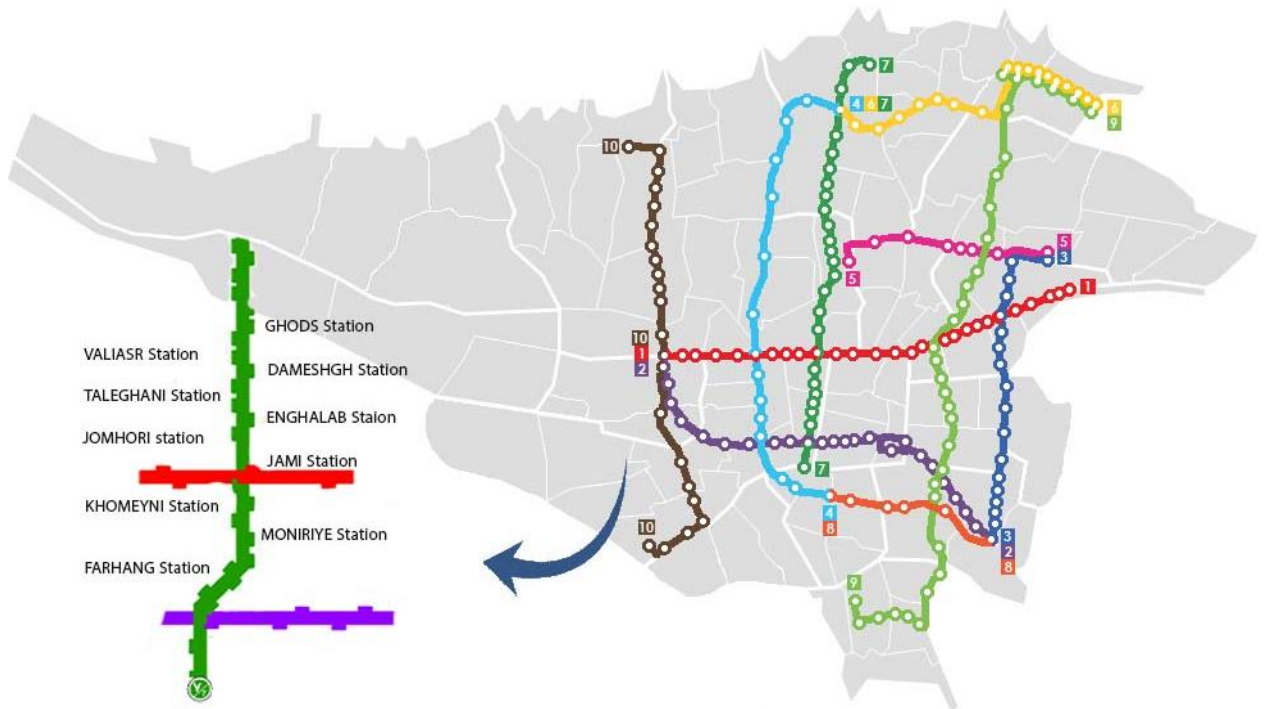 GHODS Station
VALIASR Station
DAMESHGH Station
TALEGHANI Station
ENGHALAB Staion
JOMHORI station
JAMI Station
KHOMEYNI Station
MONIRIYE Station
FARHANG Station
7
4 6 7
6
9
10
5
3
5
1
10
1
2
7
4
8
10
3
2
8
9